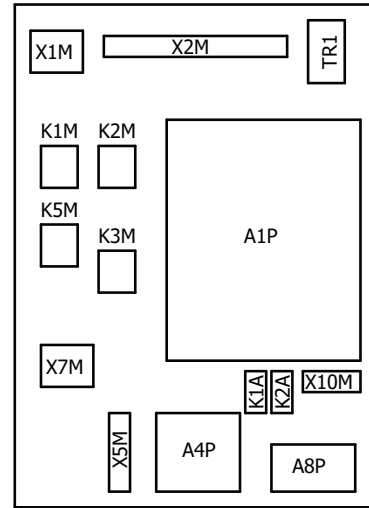 X1M
X2M
TR1
K1M
K2M
K5M
K3M
A1P
X7M
K1A
K2A
X10M
X5M
A4P
A8P